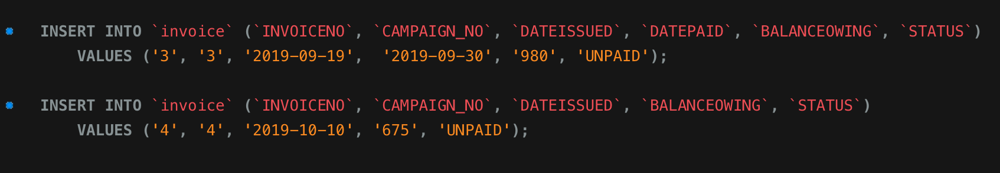 INSERT INTO `invoice` (`INVOICENO`, `CAMPAIGN_NO`, `DATEISSUED`, `DATEPAID`, `BALANCEOWING`, `STATUS`)
VALUES ('3', '3', '2019-09-19',  '2019-09-30', '980', 'UNPAID');
INSERT INTO `invoice` (`INVOICENO`, `CAMPAIGN_NO`, `DATEISSUED`, `BALANCEOWING`, `STATUS`)
VALUES ('4', '4', '2019-10-10', '675', 'UNPAID');